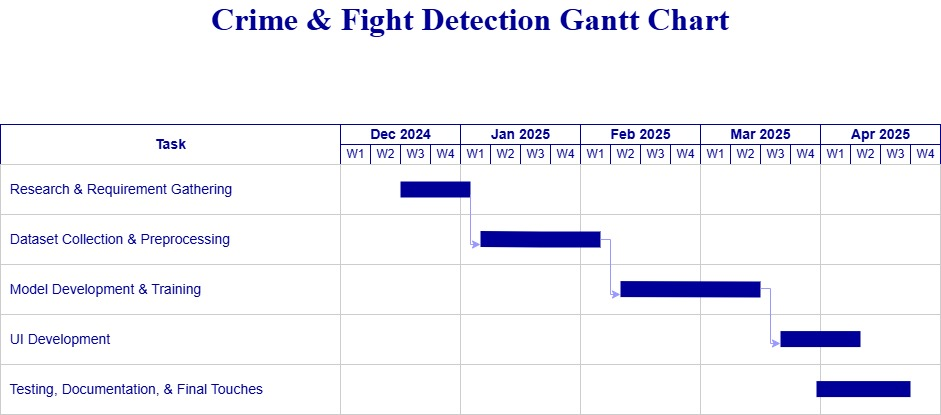 Crime & Fight Detection Gantt Chart
Task
Dec 2024 Jan 2025 Feb 2025 Mar 2025 Apr 2025
W1 W2 W3 W4 W1 W2 W3 W4 W1 W2 W3 W4 W1 W2 W3 W4 W1 W2 W3 W4
Research & Requirement Gathering
Dataset Collection & Preprocessing
Model Development & Training
UI Development
Testing, Documentation, & Final Touches